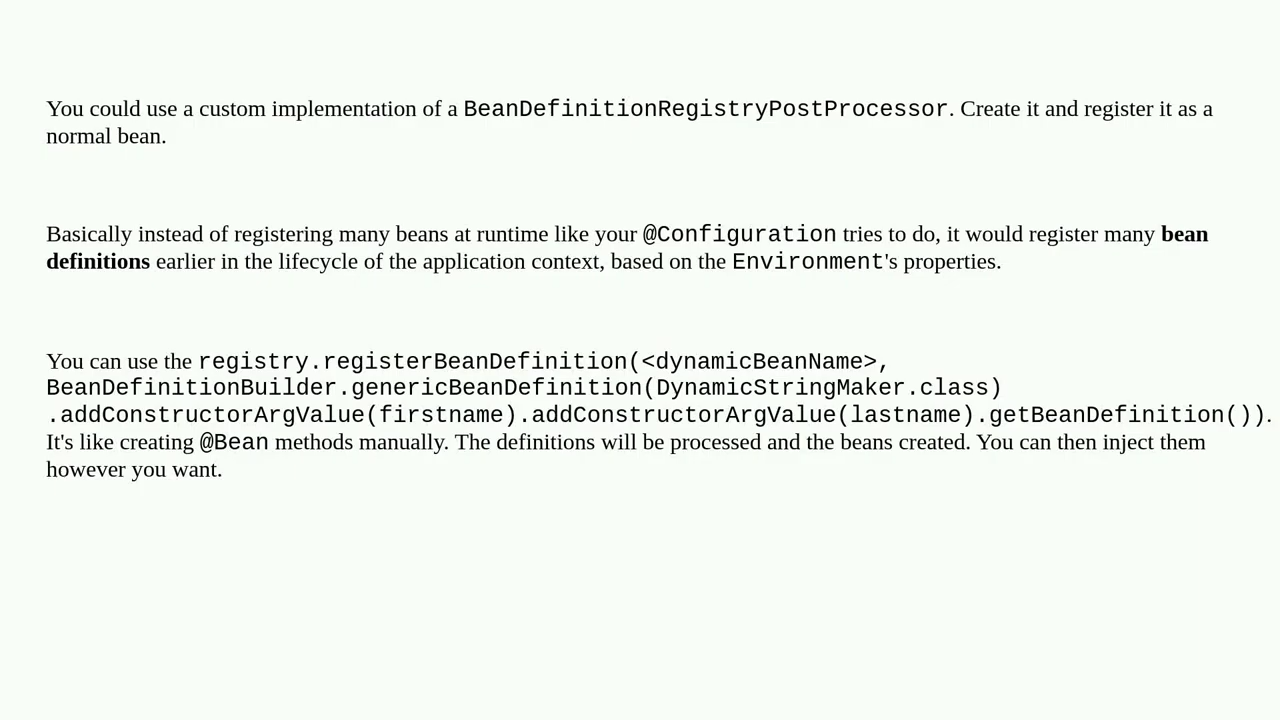 You could use a custom implementation of a BeanDefinitionRegistryPostProcessor. Create it and register it as a
normal bean.
Basically instead of registering many beans at runtime like your @Configuration tries to do, it would register many bean
definitions earlier in the lifecycle of the application context, based on the Environment's properties.
You can use the registry.registerBeanDefinition(<dynamicBeanName>,
BeanDefinitionBuilder.genericBeanDefinition(DynamicStringMaker.class)
.addConstructorArgValue(firstname).addConstructorArgValue(lastname).getBeanDefinition()).
It's like creating @Bean methods manually. The definitions will be processed and the beans created. You can then inject them
however you want.